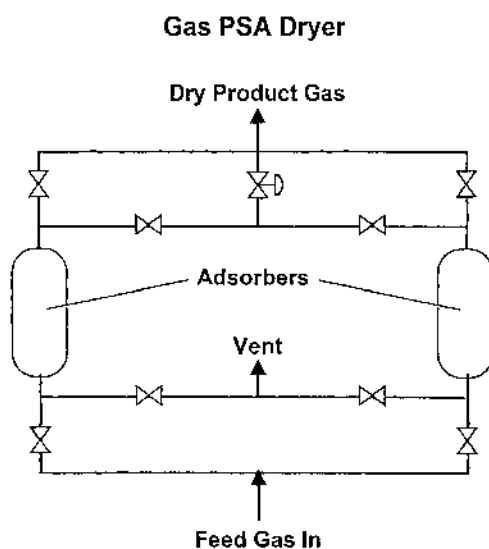 Gas PSA Dryer
Dry Product Gas
Adsorbers
Vent
Feed Gas In